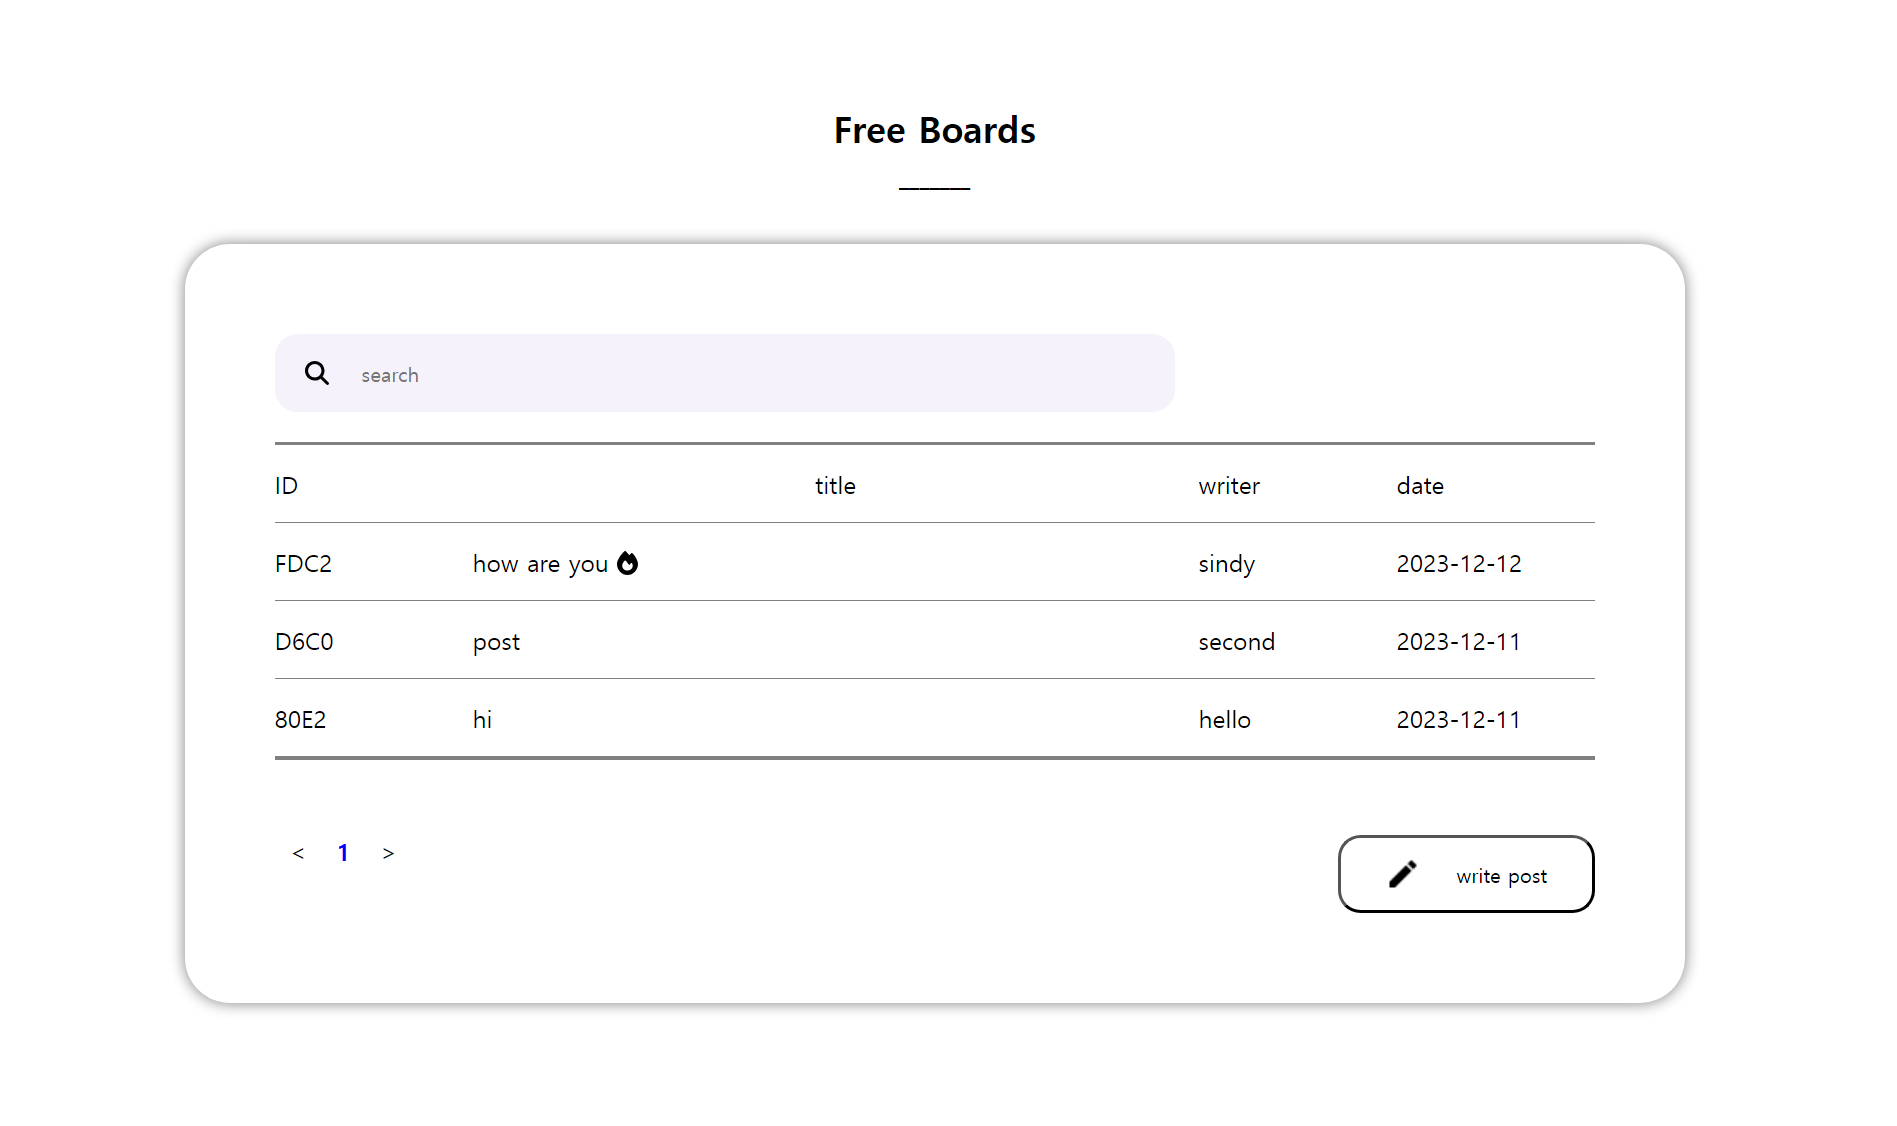 Free Boards
search
ID title writer date
FDC2 how are you sindy 2023-12-12
D6C0 post second 2023-12-11
80E2 hi hello 2023-12-11
< 1 >
write post